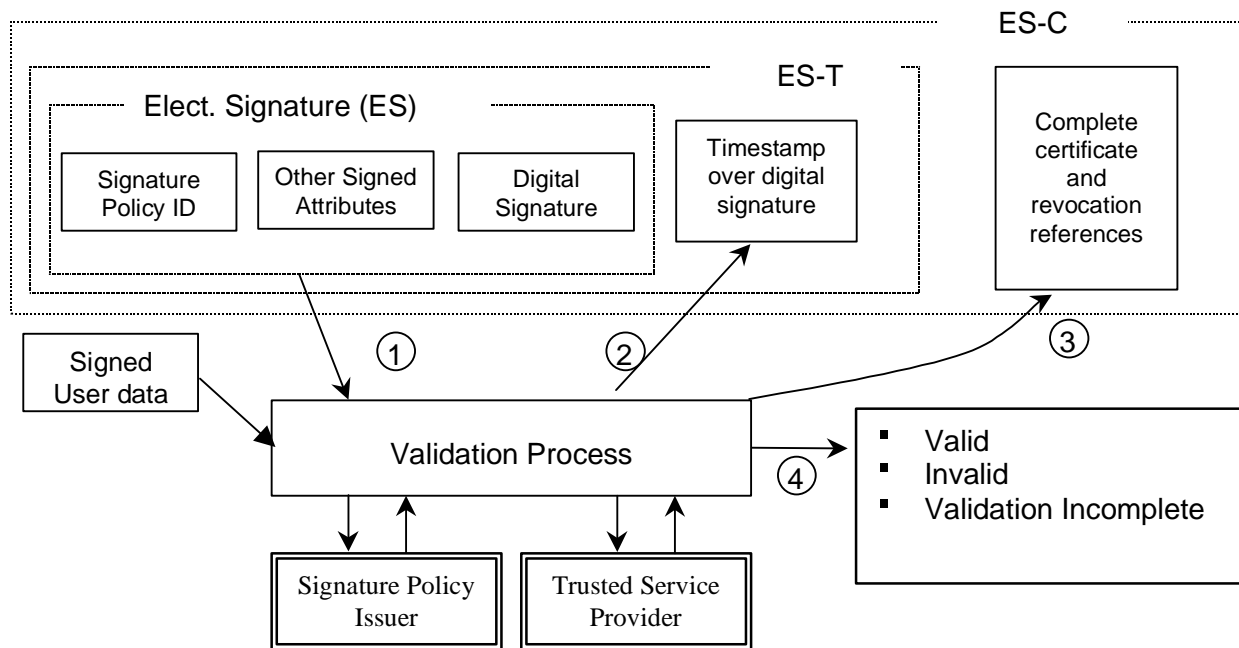 ES-C
ES-T
Elect. Signature (ES)
Signature
Policy ID
Other Signed
Attributes
Digital
Signature
Timestamp
over digital
signature
Complete
certificate
and
revocation
references
Signed
User data
1
2
3
Validation Process
4
▪ Valid
▪ Invalid
▪ Validation Incomplete
Signature Policy
Issuer
Trusted Service
Provider